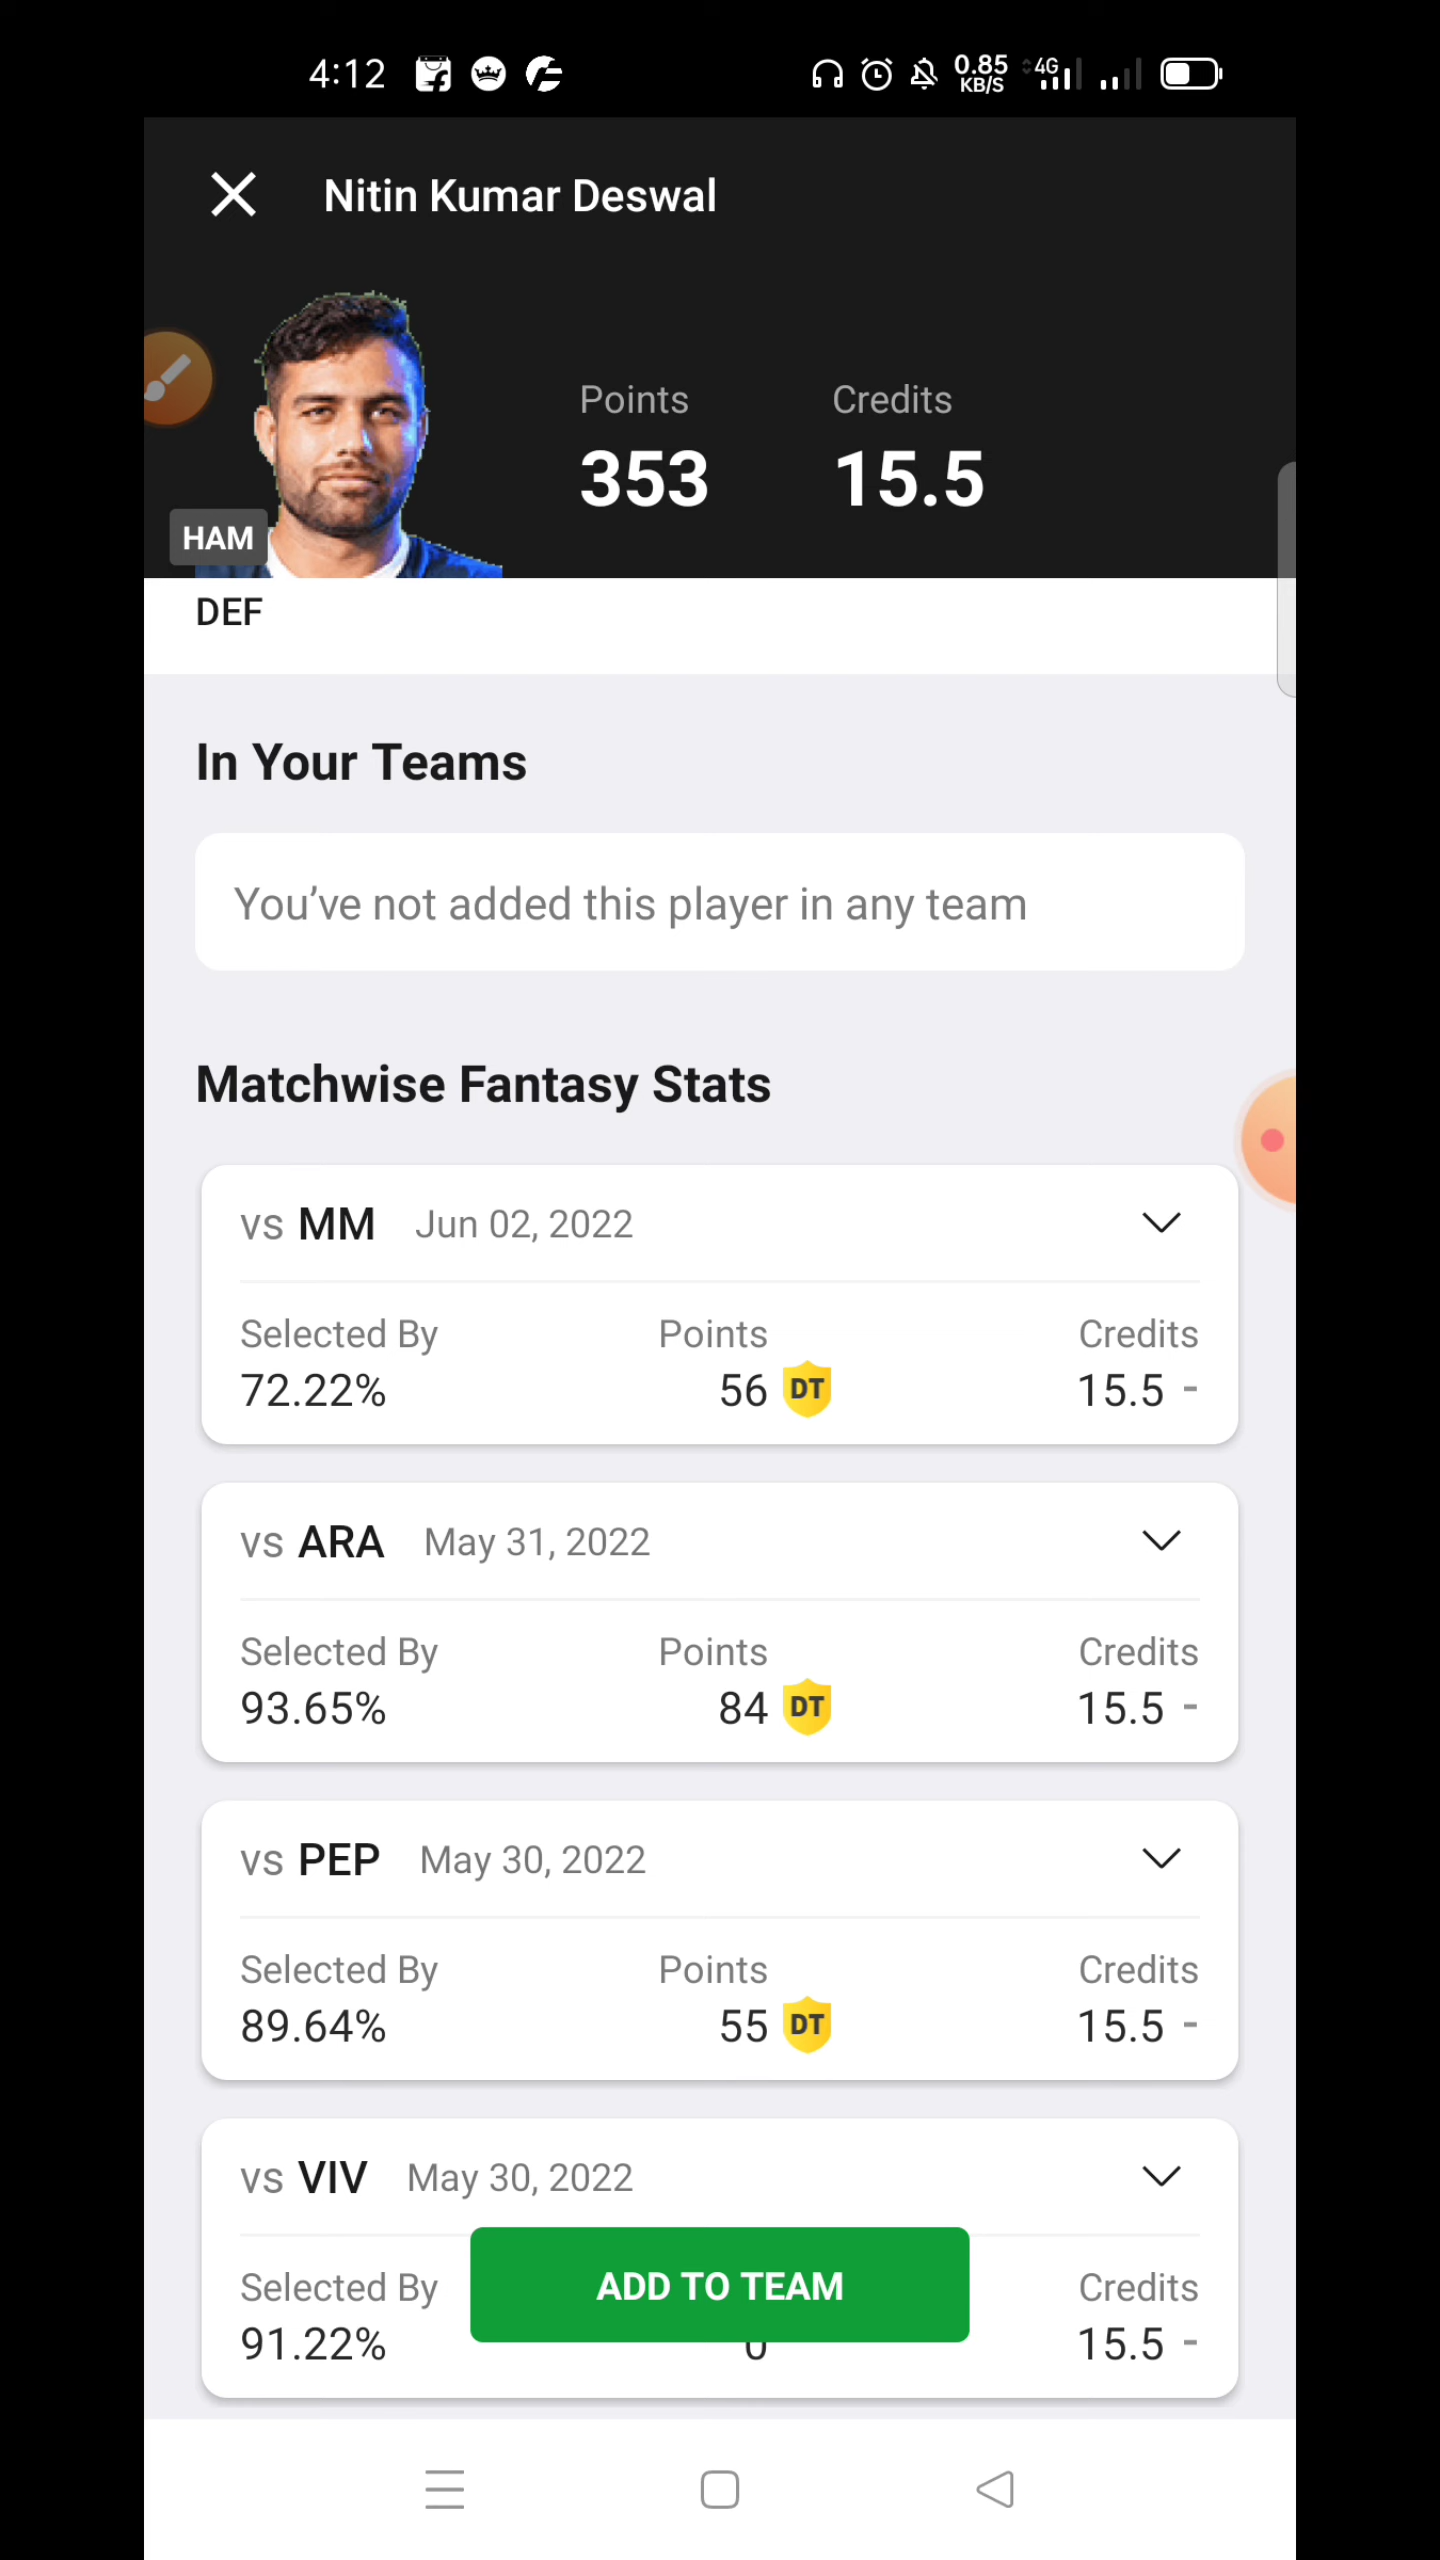 4:12 0.85 KB/S 4G
Nitin Kumar Deswal
Points Credits
353 15.5
HAM
DEF
In Your Teams
You’ve not added this player in any team
Matchwise Fantasy Stats
vs MM Jun 02, 2022
Selected By Points Credits
72.22% 56 DT 15.5 -
vs ARA May 31, 2022
Selected By Points Credits
93.65% 84 DT 15.5 -
vs PEP May 30, 2022
Selected By Points Credits
89.64% 55 DT 15.5 -
vs VIV May 30, 2022
Selected By Credits
ADD TO TEAM
91.22% 15.5 -